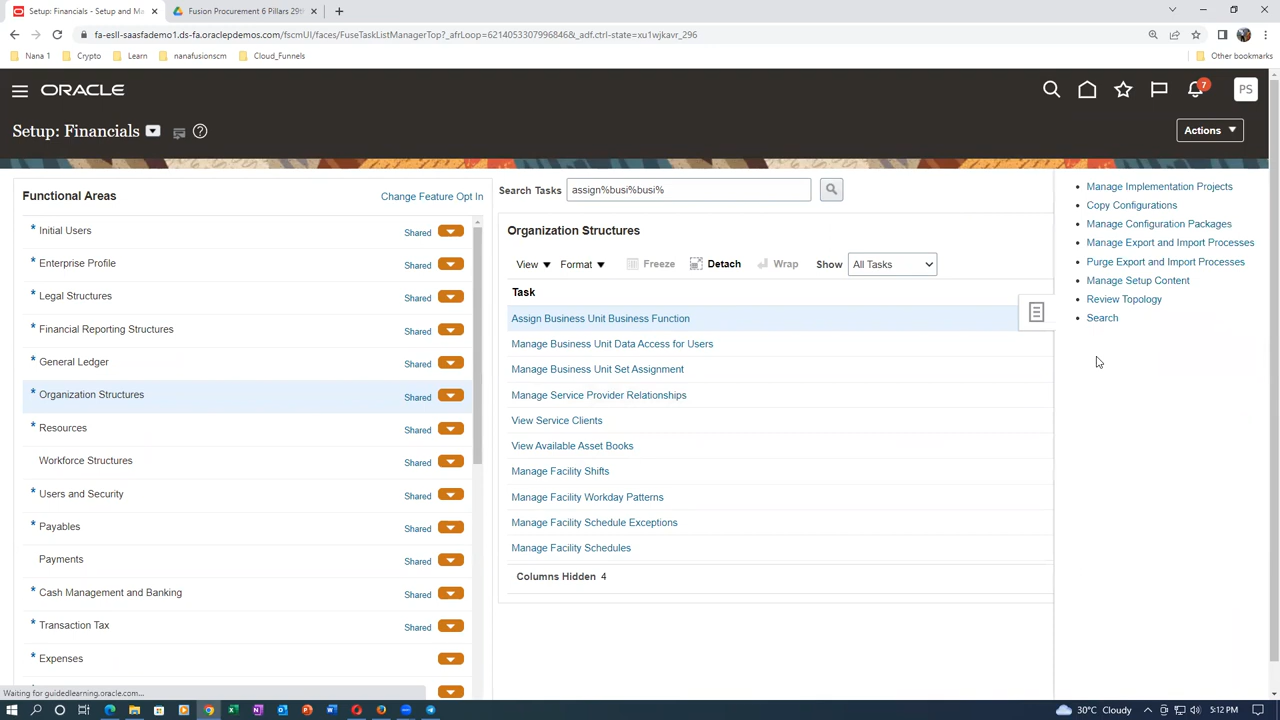 Setup: Financials - Setup and Ma
Fusion Procurement 6 Pillars 29th
fa-esll-saasfademo1.ds-fa.oraclepdemos.com/fscmUI/faces/FuseTaskListManagerTop?_afrLoop=62140533079968468&_adf.ctrl-state=xu1wjkavr_296
Nana 1
Crypto
Learn
nanafusionscm
Cloud_Funnels
Other bookmarks
ORACLE
7
PS
Setup: Financials
Actions
Functional Areas
Change Feature Opt In
* Initial Users Shared
* Enterprise Profile Shared
* Legal Structures Shared
* Financial Reporting Structures Shared
* General Ledger Shared
* Organization Structures Shared
* Resources Shared
Workforce Structures Shared
* Users and Security Shared
* Payables Shared
Payments Shared
* Cash Management and Banking Shared
* Transaction Tax Shared
* Expenses
Search Tasks assign%busi%busi%
Organization Structures
View Format Freeze Detach Wrap Show All Tasks
Task
Assign Business Unit Business Function
Manage Business Unit Data Access for Users
Manage Business Unit Set Assignment
Manage Service Provider Relationships
View Service Clients
View Available Asset Books
Manage Facility Shifts
Manage Facility Workday Patterns
Manage Facility Schedule Exceptions
Manage Facility Schedules
Columns Hidden 4
Manage Implementation Projects
Copy Configurations
Manage Configuration Packages
Manage Export and Import Processes
Purge Export and Import Processes
Manage Setup Content
Review Topology
Search
Waiting for guidedlearning.oracle.com...
30°C Cloudy
5:12 PM